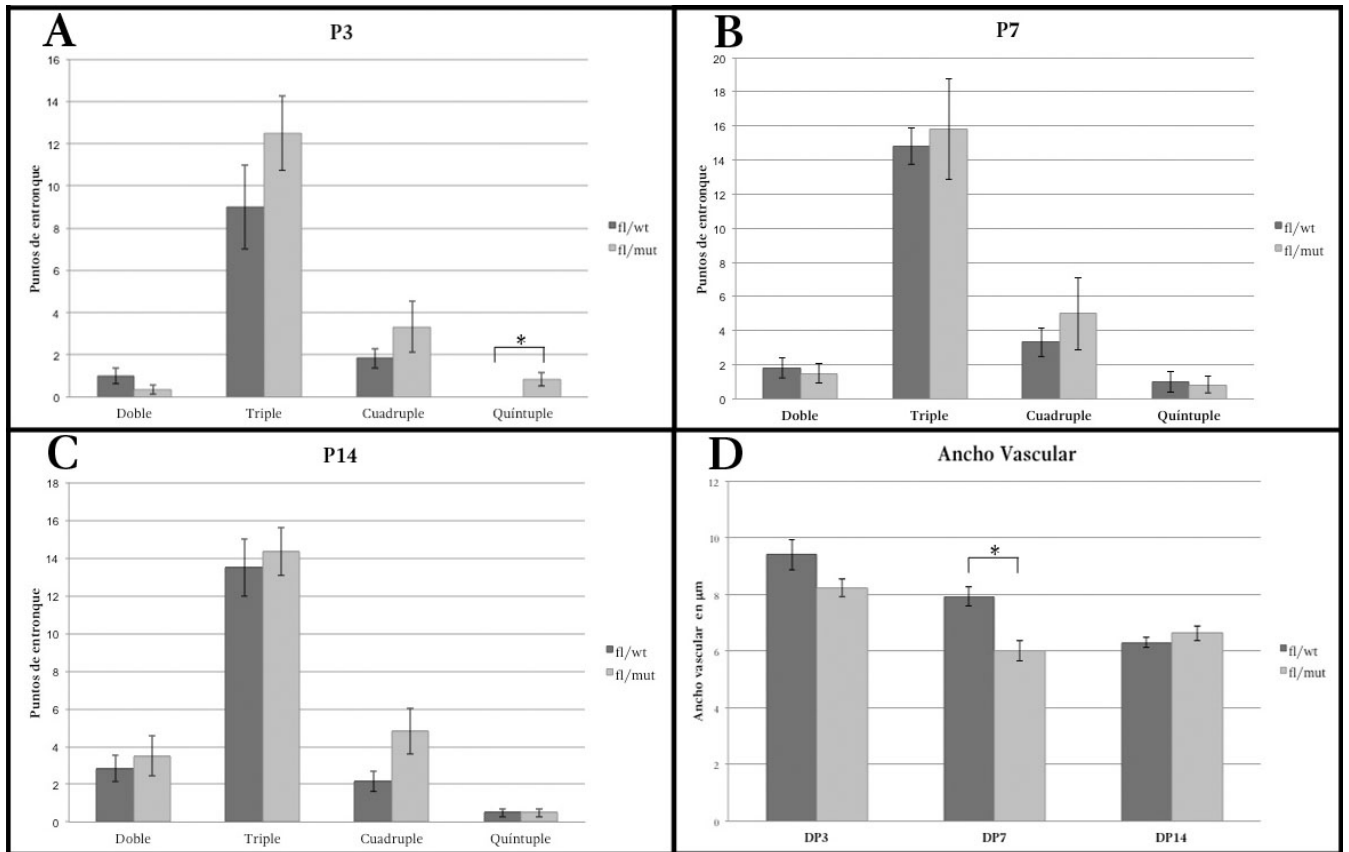 A
P3
16
14
12
10
8
6
4
2
0
Puntos de entronque
*
Doble Triple Cuadruple Quíntuple
fl/wt
fl/mut
B
P7
20
18
16
14
12
10
8
6
4
2
0
Puntos de entronque
Doble Triple Cuadruple Quíntuple
fl/wt
fl/mut
C
P14
18
16
14
12
10
8
6
4
2
0
Puntos de entronque
Doble Triple Cuadruple Quíntuple
fl/wt
fl/mut
D
Ancho Vascular
12
10
8
6
4
2
0
Ancho vascular en µm
*
DP3 DP7 DP14
fl/wt
fl/mut